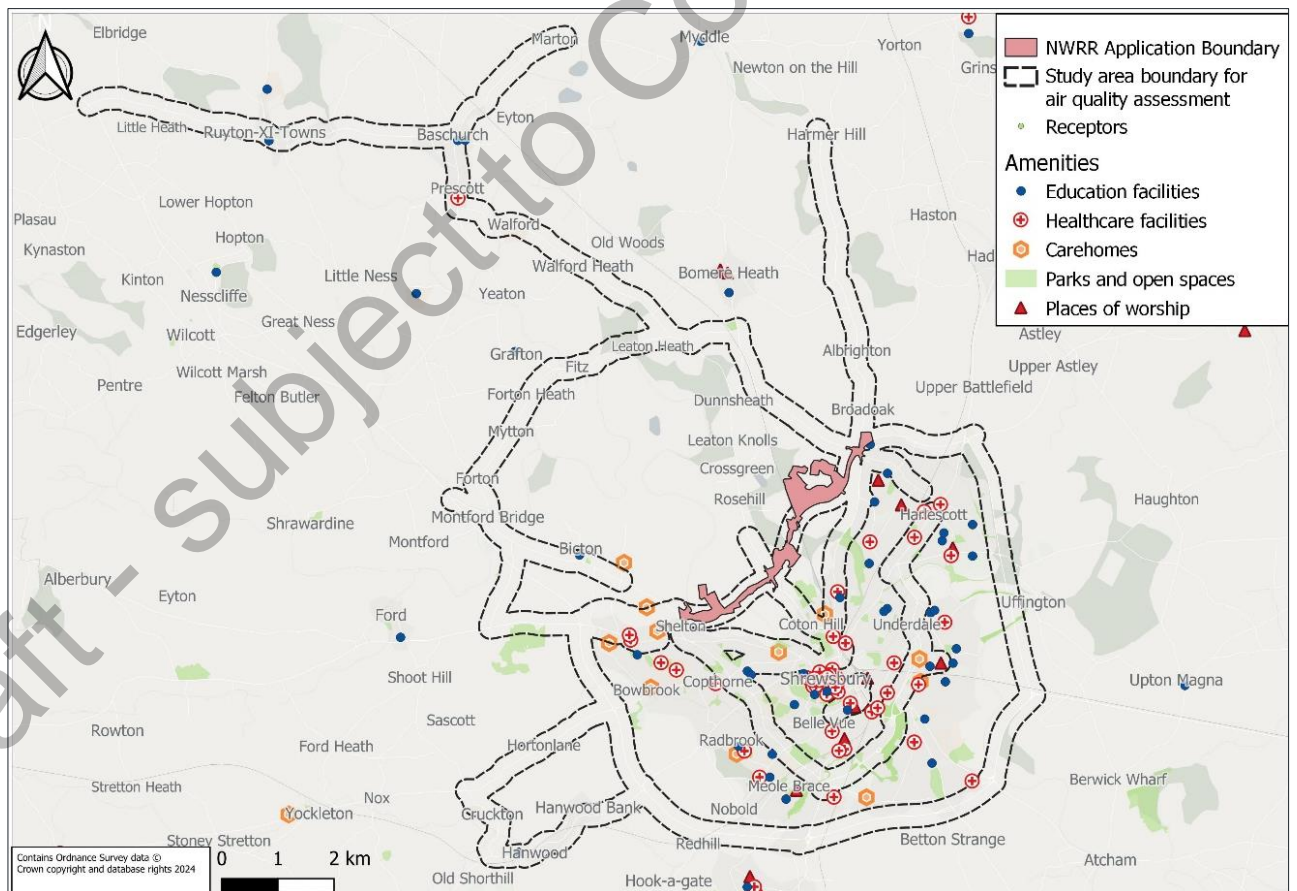 N
NWRR Application Boundary
Study area boundary for
air quality assessment
Receptors
Amenities
Education facilities
Healthcare facilities
Carehomes
Parks and open spaces
Places of worship
Elbridge
Marton
Myddle
Yorton
Grins
Newton on the Hill
Little Heath
Ruyton-XI-Towns
Baschurch
Eyton
Harmer Hill
Prescott
Lower Hopton
Plasau
Walford
Haston
Kynaston
Hopton
Old Woods
Had
Kinton
Little Ness
Walford Heath
Bomere Heath
Nesscliffe
Yeaton
Edgerley
Wilcott
Great Ness
Astley
Grafton
Leaton Heath
Albrighton
Pentre
Wilcott Marsh
Fitz
Upper Astley
Felton Butler
Forton Heath
Dunnsheath
Upper Battlefield
Broadoak
Mytton
Leaton Knolls
Crossgreen
Forton
Rosehill
Haughton
Shrawardine
Montford Bridge
Harlescott
Montford
Bicton
Alberbury
Eyton
Uffington
Ford
Shelton
Coton Hill
Underdale
Shoot Hill
Bowbrook
Copthorne
Shrewsbury
Upton Magna
Sascott
Rowton
Belle Vue
Ford Heath
Hortonlane
Radbrook
Stretton Heath
Nox
Meole Brace
Berwick Wharf
Yockleton
Cruckton
Hanwood Bank
Nobold
Stoney Stretton
Redhill
Betton Strange
Hanwood
Atcham
Old Shorthill
Hook-a-gate
Contains Ordnance Survey data ©
Crown copyright and database rights 2024
0 1 2 km
aft - subject to Co